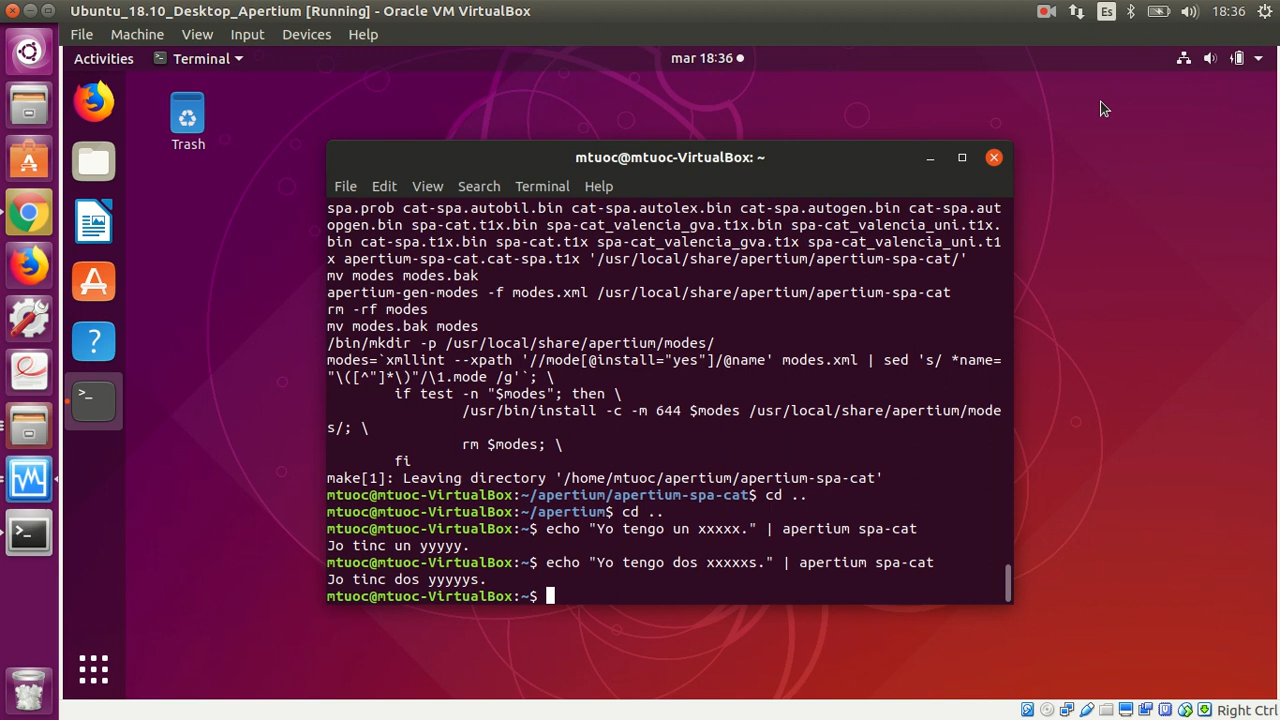 Ubuntu_18.10_Desktop_Apertium [Running] - Oracle VM VirtualBox
Es
18:36
File Machine View Input Devices Help
Activities
Terminal
mar 18:36
Trash
mtuoc@mtuoc-VirtualBox: ~
File Edit View Search Terminal Help
spa.prob cat-spa.autobil.bin cat-spa.autolex.bin cat-spa.autogen.bin cat-spa.aut
opgen.bin spa-cat.t1x.bin spa-cat_valencia_gva.t1x.bin spa-cat_valencia_uni.t1x.
bin cat-spa.t1x.bin spa-cat.t1x spa-cat_valencia_gva.t1x spa-cat_valencia_uni.t1
x apertium-spa-cat.cat-spa.t1x '/usr/local/share/apertium/apertium-spa-cat/'
mv modes modes.bak
apertium-gen-modes -f modes.xml /usr/local/share/apertium/apertium-spa-cat
rm -rf modes
mv modes.bak modes
/bin/mkdir -p /usr/local/share/apertium/modes/
modes=`xmllint --xpath '//mode[@install="yes"]/@name' modes.xml | sed 's/ *name=
"\([^"]*\)"/\1.mode /g'`; \
if test -n "$modes"; then \
/usr/bin/install -c -m 644 $modes /usr/local/share/apertium/mode
s/; \
rm $modes; \
fi
make[1]: Leaving directory '/home/mtuoc/apertium/apertium-spa-cat'
mtuoc@mtuoc-VirtualBox:~/apertium/apertium-spa-cat$ cd ..
mtuoc@mtuoc-VirtualBox:~/apertium$ cd ..
mtuoc@mtuoc-VirtualBox:~$ echo "Yo tengo un xxxxx." | apertium spa-cat
Jo tinc un yyyyy.
mtuoc@mtuoc-VirtualBox:~$ echo "Yo tengo dos xxxxxs." | apertium spa-cat
Jo tinc dos yyyyys.
mtuoc@mtuoc-VirtualBox:~$
Right Ctrl